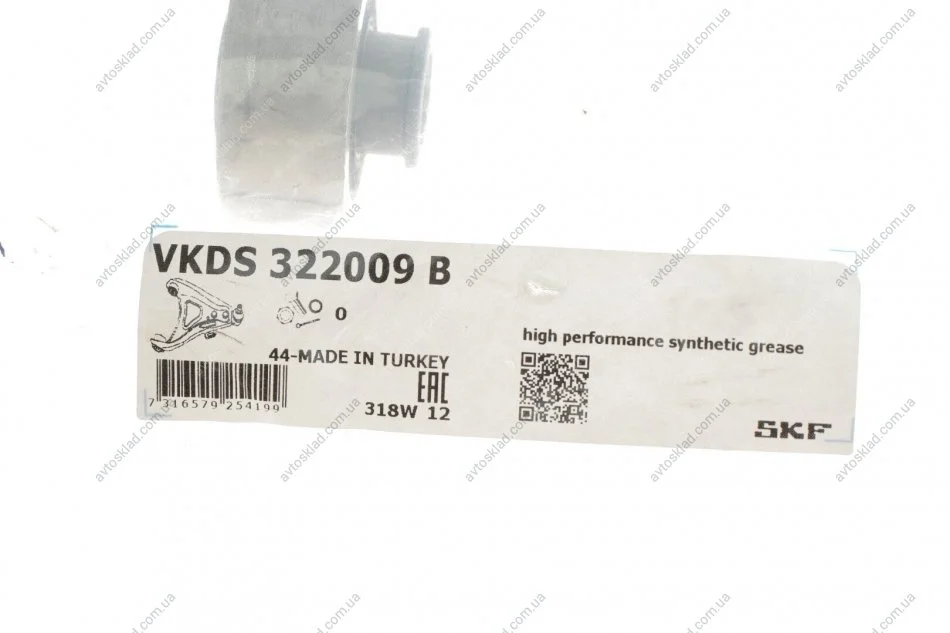 VKDS 322009 B
0
44-MADE IN TURKEY
EAC
7 316579 254199
318W 12
high performance synthetic grease
SKF
avtosklad.com.ua